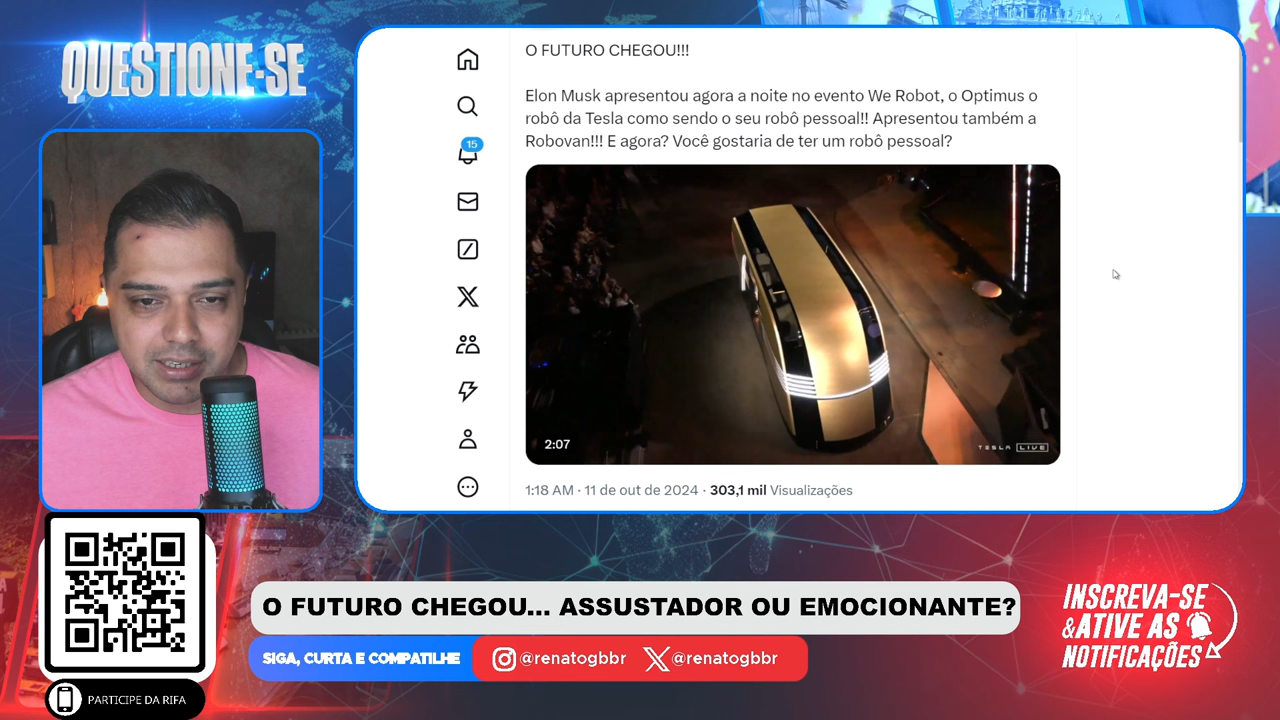 QUESTIONE-SE
O FUTURO CHEGOU!!!
Elon Musk apresentou agora a noite no evento We Robot, o Optimus o
robô da Tesla como sendo o seu robô pessoal!! Apresentou também a
Robovan!!! E agora? Você gostaria de ter um robô pessoal?
15
2:07
TESLA LIVE
1:18 AM · 11 de out de 2024 · 303,1 mil Visualizações
O FUTURO CHEGOU... ASSUSTADOR OU EMOCIONANTE?
SIGA, CURTA E COMPATILHE
@renatogbbr
@renatogbbr
INSCREVA-SE
&ATIVE AS
NOTIFICAÇÕES
PARTICIPE DA RIFA